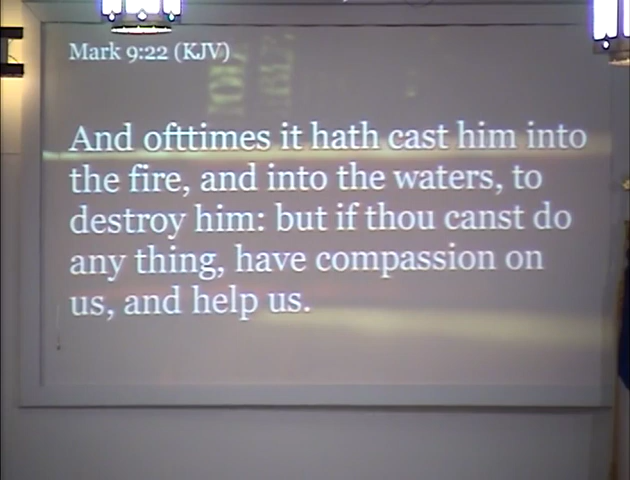 Mark 9:22 (KJV)
And ofttimes it hath cast him into
the fire, and into the waters, to
destroy him: but if thou canst do
any thing, have compassion on
us, and help us.